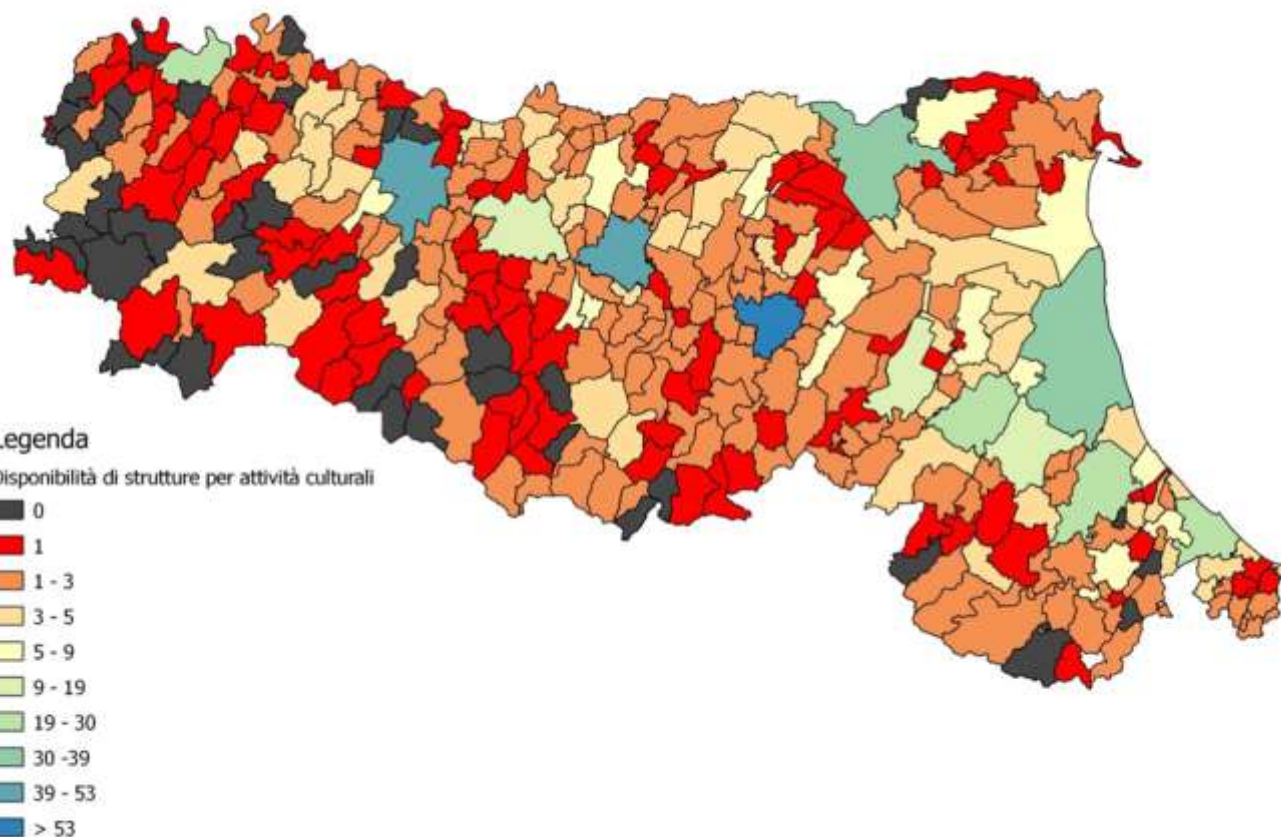 Legenda
Disponibilità di strutture per attività culturali
0
1
1 - 3
3 - 5
5 - 9
9 - 19
19 - 30
30 -39
39 - 53
> 53